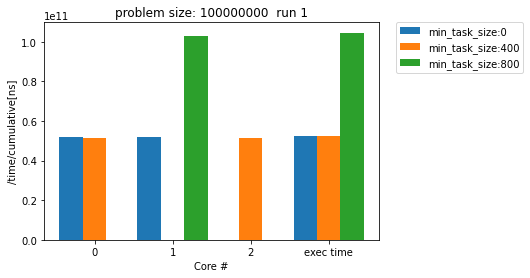 problem size: 100000000  run 1
1e11
1.0
0.8
0.6
0.4
0.2
0.0
/time/cumulative[ns]
0 1 2 exec time
Core #
min_task_size:0
min_task_size:400
min_task_size:800